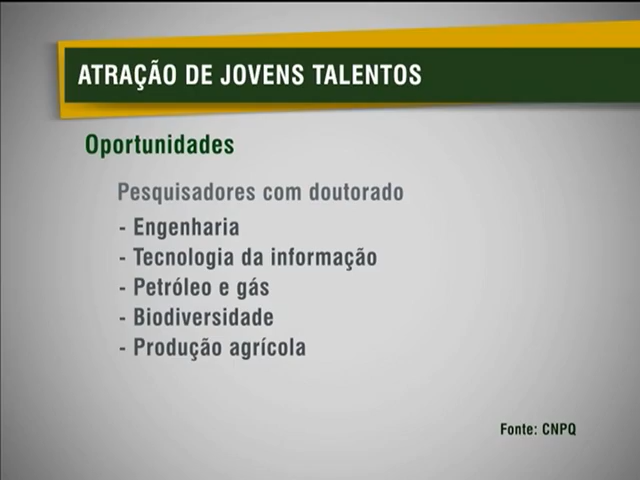 ATRAÇÃO DE JOVENS TALENTOS
Oportunidades
Pesquisadores com doutorado
- Engenharia
- Tecnologia da informação
- Petróleo e gás
- Biodiversidade
- Produção agrícola
Fonte: CNPQ